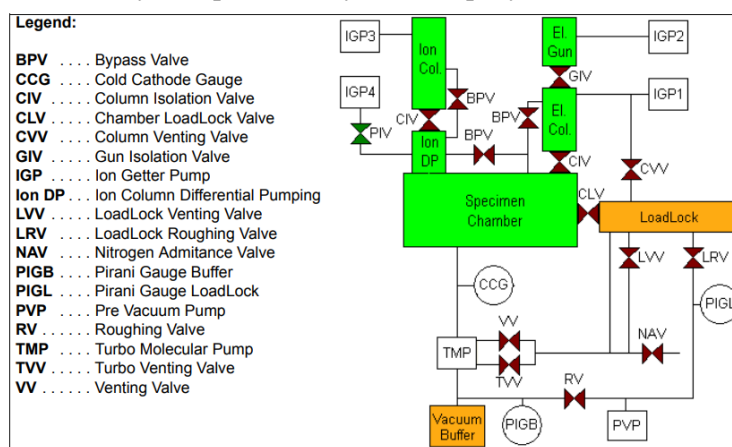 Legend:
BPV .... Bypass Valve
CCG .... Cold Cathode Gauge
CIV ..... Column Isolation Valve
CLV ..... Chamber LoadLock Valve
CVV .... Column Venting Valve
GIV ..... Gun Isolation Valve
IGP ..... Ion Getter Pump
Ion DP ... Ion Column Differential Pumping
LVV ..... LoadLock Venting Valve
LRV ..... LoadLock Roughing Valve
NAV ..... Nitrogen Admitance Valve
PIGB .... Pirani Gauge Buffer
PIGL .... Pirani Gauge LoadLock
PVP .... Pre Vacuum Pump
RV ...... Roughing Valve
TMP .... Turbo Molecular Pump
TVV .... Turbo Venting Valve
VV ...... Venting Valve
IGP3
Ion
Col.
El.
Gun
IGP2
GIV
IGP4
BPV
IGP1
PIV
CIV
BPV
BPV
El.
Col.
Ion
DP
CIV
CVV
Specimen
Chamber
CLV
LoadLock
LVV
LRV
CCG
PIGL
VV
NAV
TMP
TVV
RV
Vacuum
Buffer
PIGB
PVP